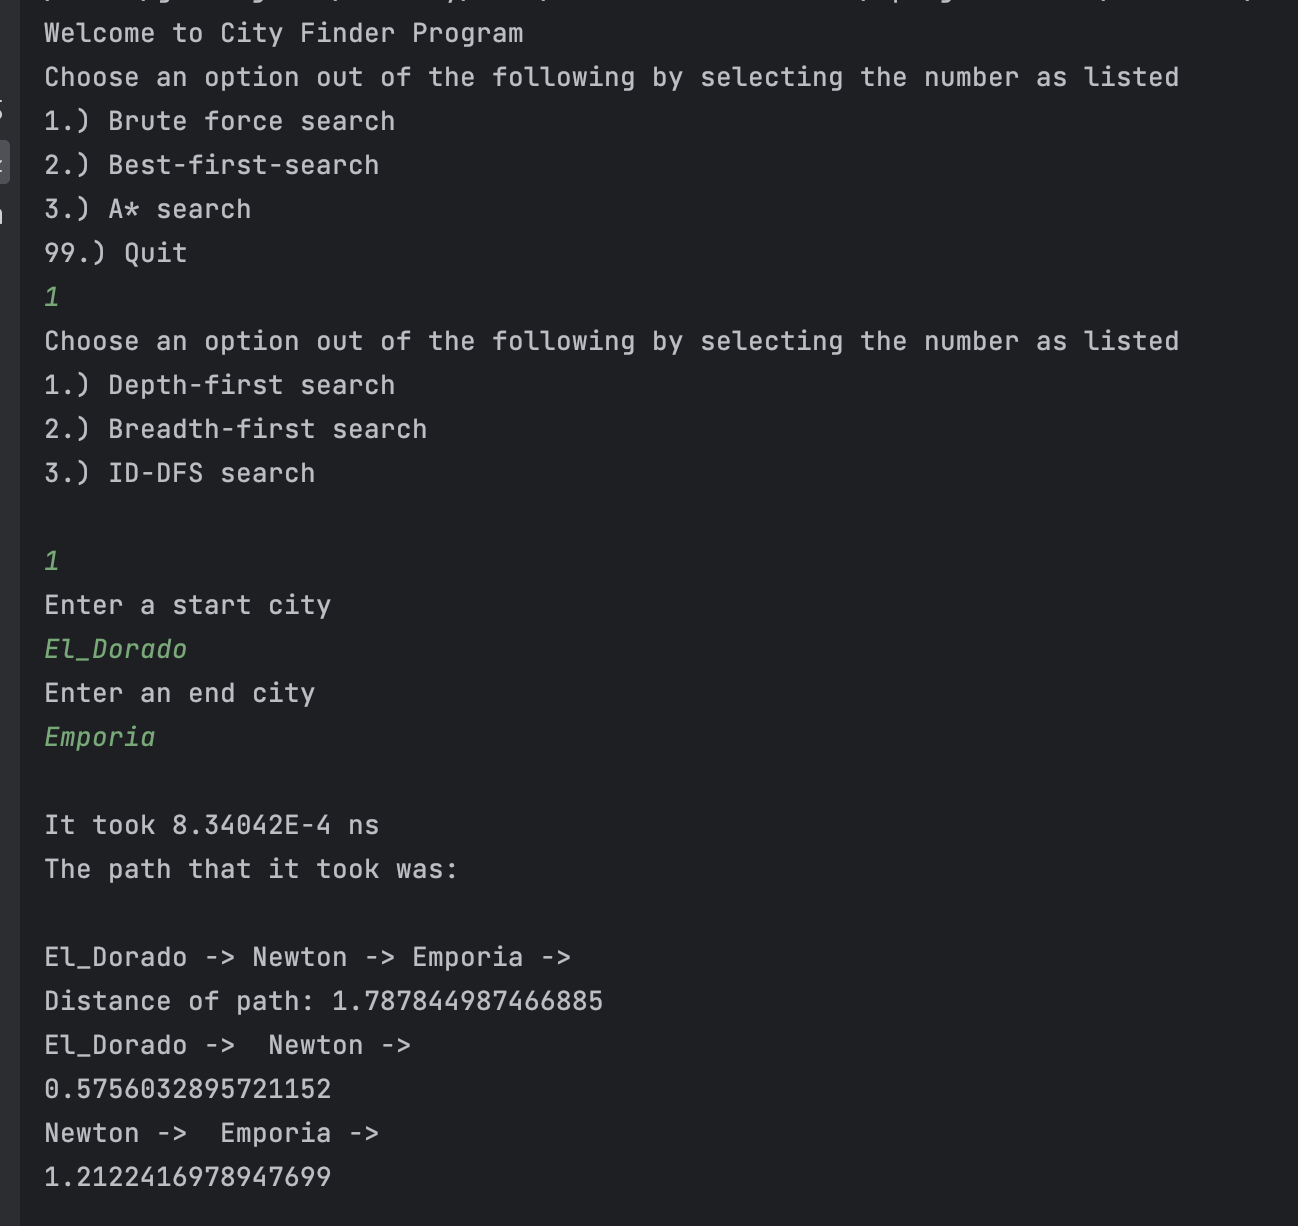 Welcome to City Finder Program
Choose an option out of the following by selecting the number as listed
1.) Brute force search
2.) Best-first-search
3.) A* search
99.) Quit
1
Choose an option out of the following by selecting the number as listed
1.) Depth-first search
2.) Breadth-first search
3.) ID-DFS search
1
Enter a start city
El_Dorado
Enter an end city
Emporia
It took 8.34042E-4 ns
The path that it took was:
El_Dorado -> Newton -> Emporia ->
Distance of path: 1.787844987466885
El_Dorado ->  Newton ->
0.5756032895721152
Newton ->  Emporia ->
1.2122416978947699